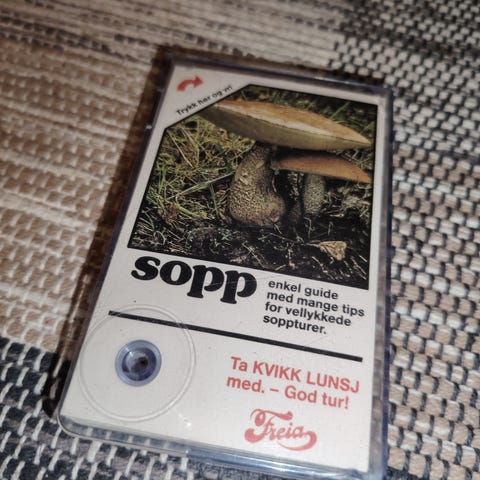 Trykk her og vri
sopp
enkel guide
med mange tips
for vellykkede
soppturer.
Ta KVIKK LUNSJ
med. – God tur!
Freia